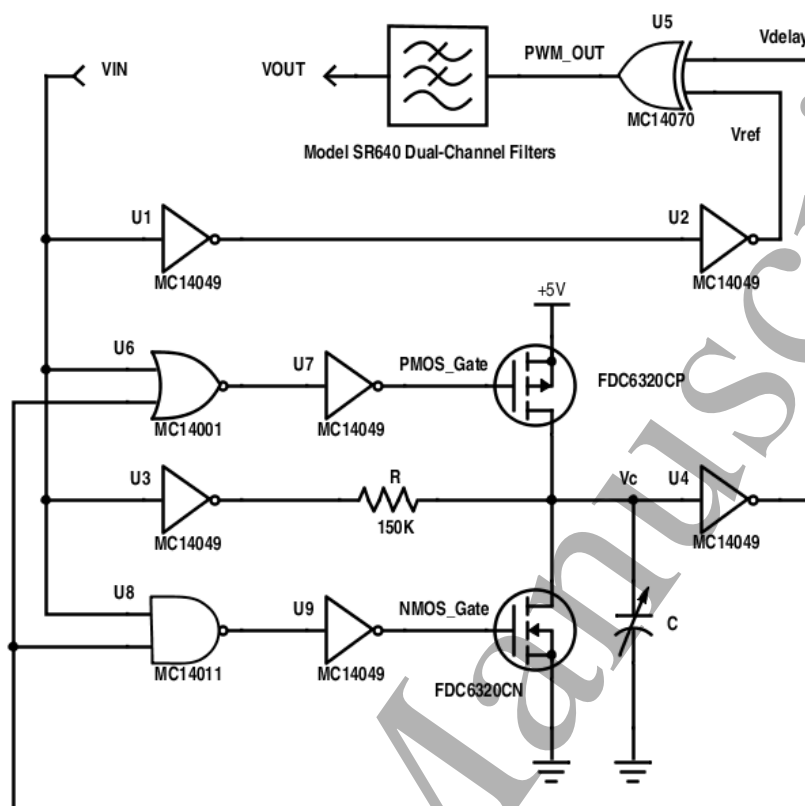 U5
Vdelay
VIN
VOUT
PWM_OUT
MC14070
Vref
Model SR640 Dual-Channel Filters
U1
U2
MC14049
MC14049
+5V
U6
U7
PMOS_Gate
FDC6320CP
MC14001
MC14049
U3
R
Vc
U4
150K
MC14049
MC14049
U8
U9
NMOS_Gate
C
MC14011
MC14049
FDC6320CN